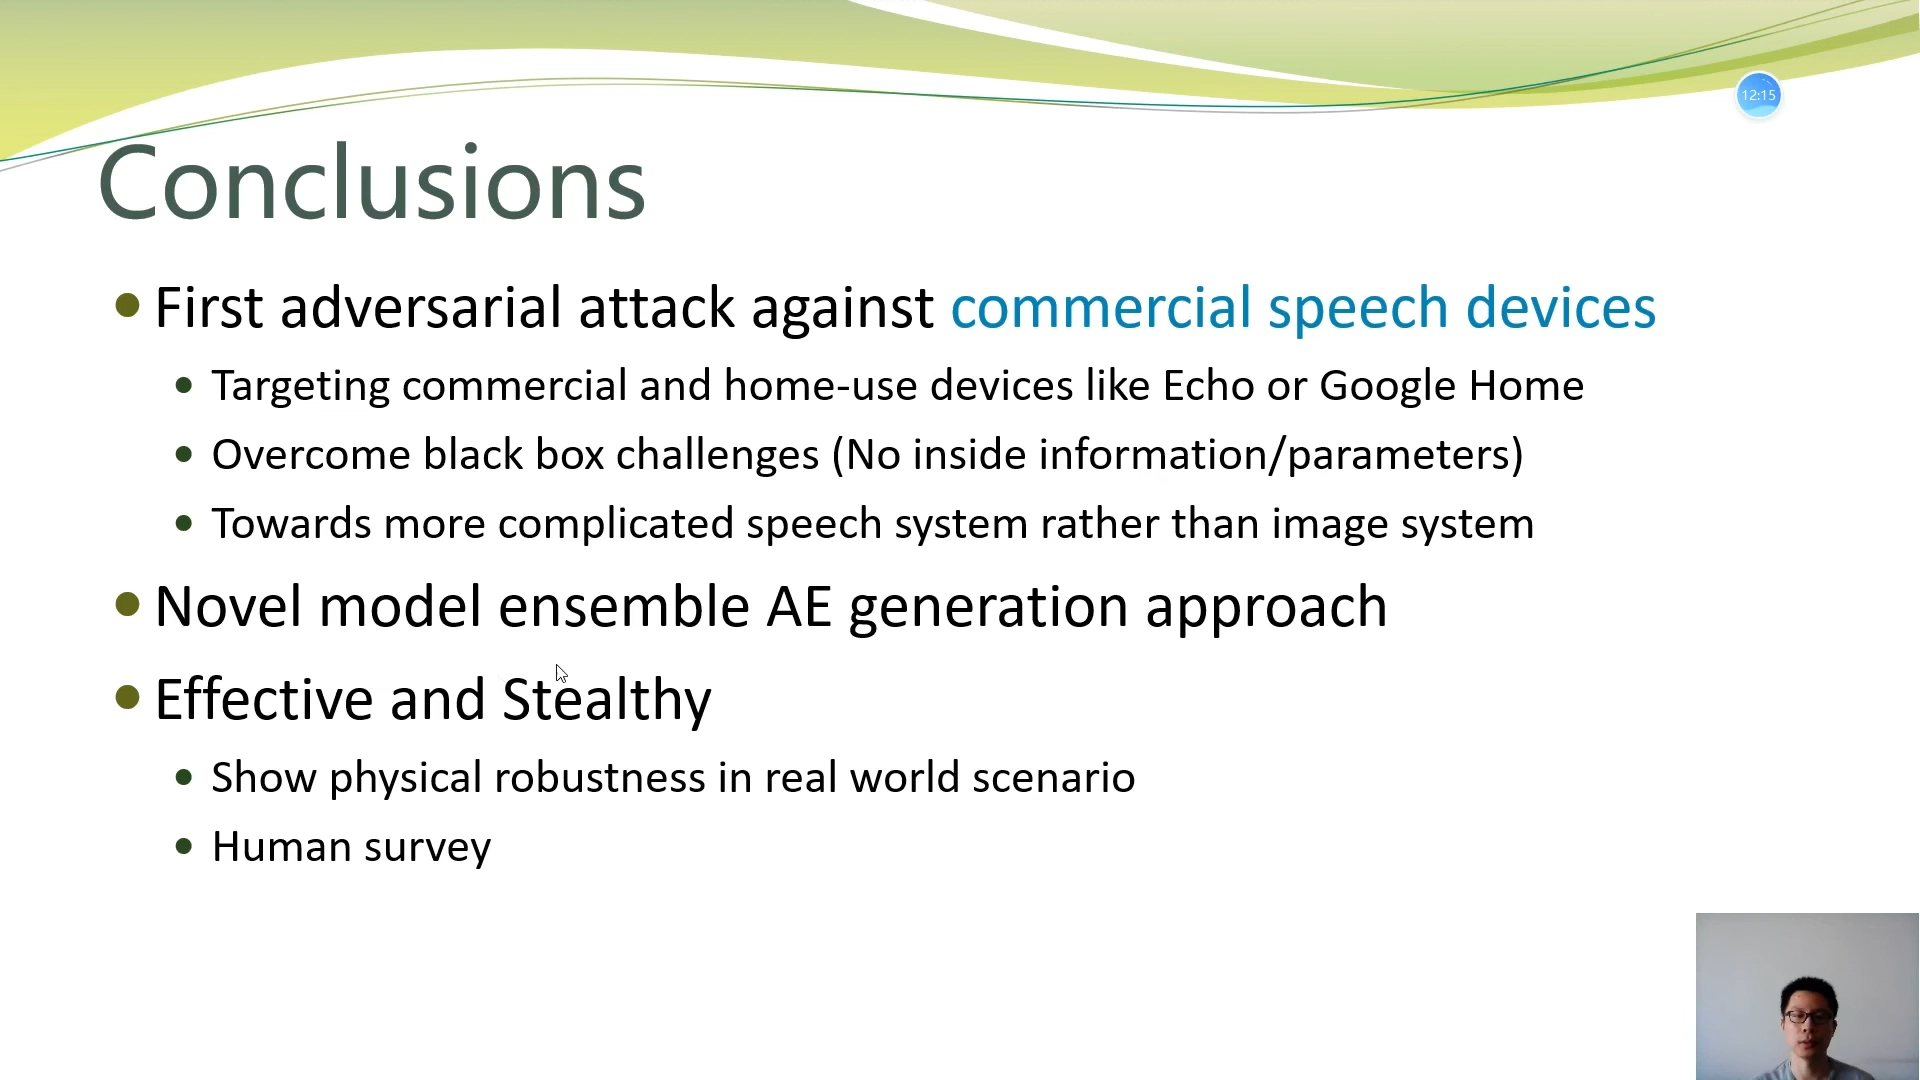 12:15
Conclusions
First adversarial attack against commercial speech devices
Targeting commercial and home-use devices like Echo or Google Home
Overcome black box challenges (No inside information/parameters)
Towards more complicated speech system rather than image system
Novel model ensemble AE generation approach
Effective and Stealthy
Show physical robustness in real world scenario
Human survey